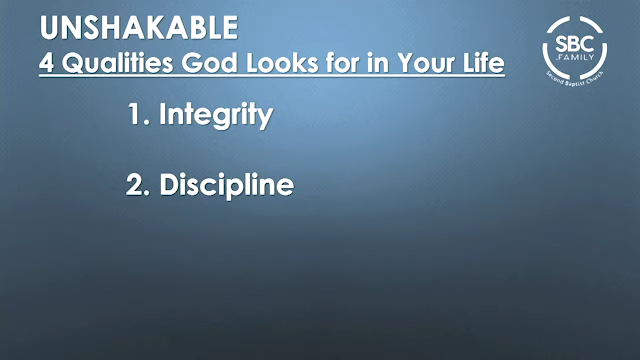 UNSHAKABLE
4 Qualities God Looks for in Your Life
1. Integrity
2. Discipline
SBC
.FAMILY
Second Baptist Church